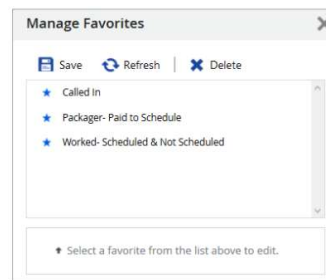 Manage Favorites
Save Refresh Delete
Called In
Packager- Paid to Schedule
Worked- Scheduled & Not Scheduled
Select a favorite from the list above to edit.